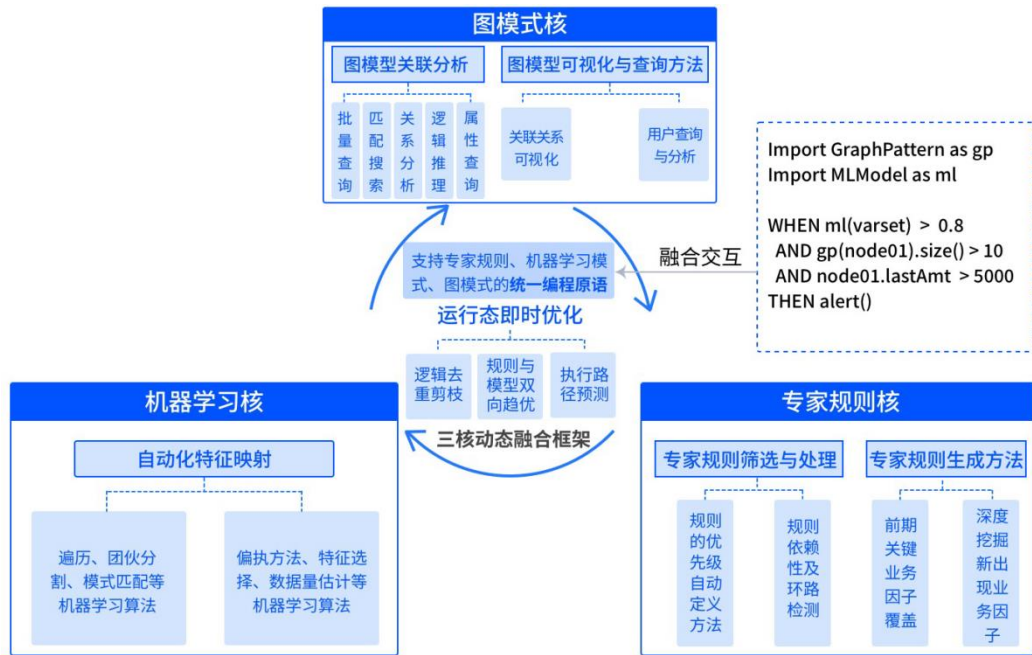 图模式核
图模型关联分析
图模型可视化与查询方法
批量查询
匹配搜索
关系分析
逻辑推理
属性查询
关联关系
可视化
用户查询
与分析
Import GraphPattern as gp
Import MLModel as ml
WHEN ml(varset) > 0.8
AND gp(node01).size() > 10
AND node01.lastAmt > 5000
THEN alert()
融合交互
支持专家规则、机器学习模
式、图模式的统一编程原语
运行态即时优化
逻辑去
重剪枝
规则与
模型双
向趋优
执行路
径预测
三核动态融合框架
机器学习核
自动化特征映射
遍历、团伙分
割、模式匹配等
机器学习算法
偏执方法、特征选
择、数据量估计等
机器学习算法
专家规则核
专家规则筛选与处理
专家规则生成方法
规则
的优
先级
自动
定义
方法
规则
依赖
性及
环路
检测
前期
关键
业务
因子
覆盖
深度
挖掘
新出
现业
务因
子